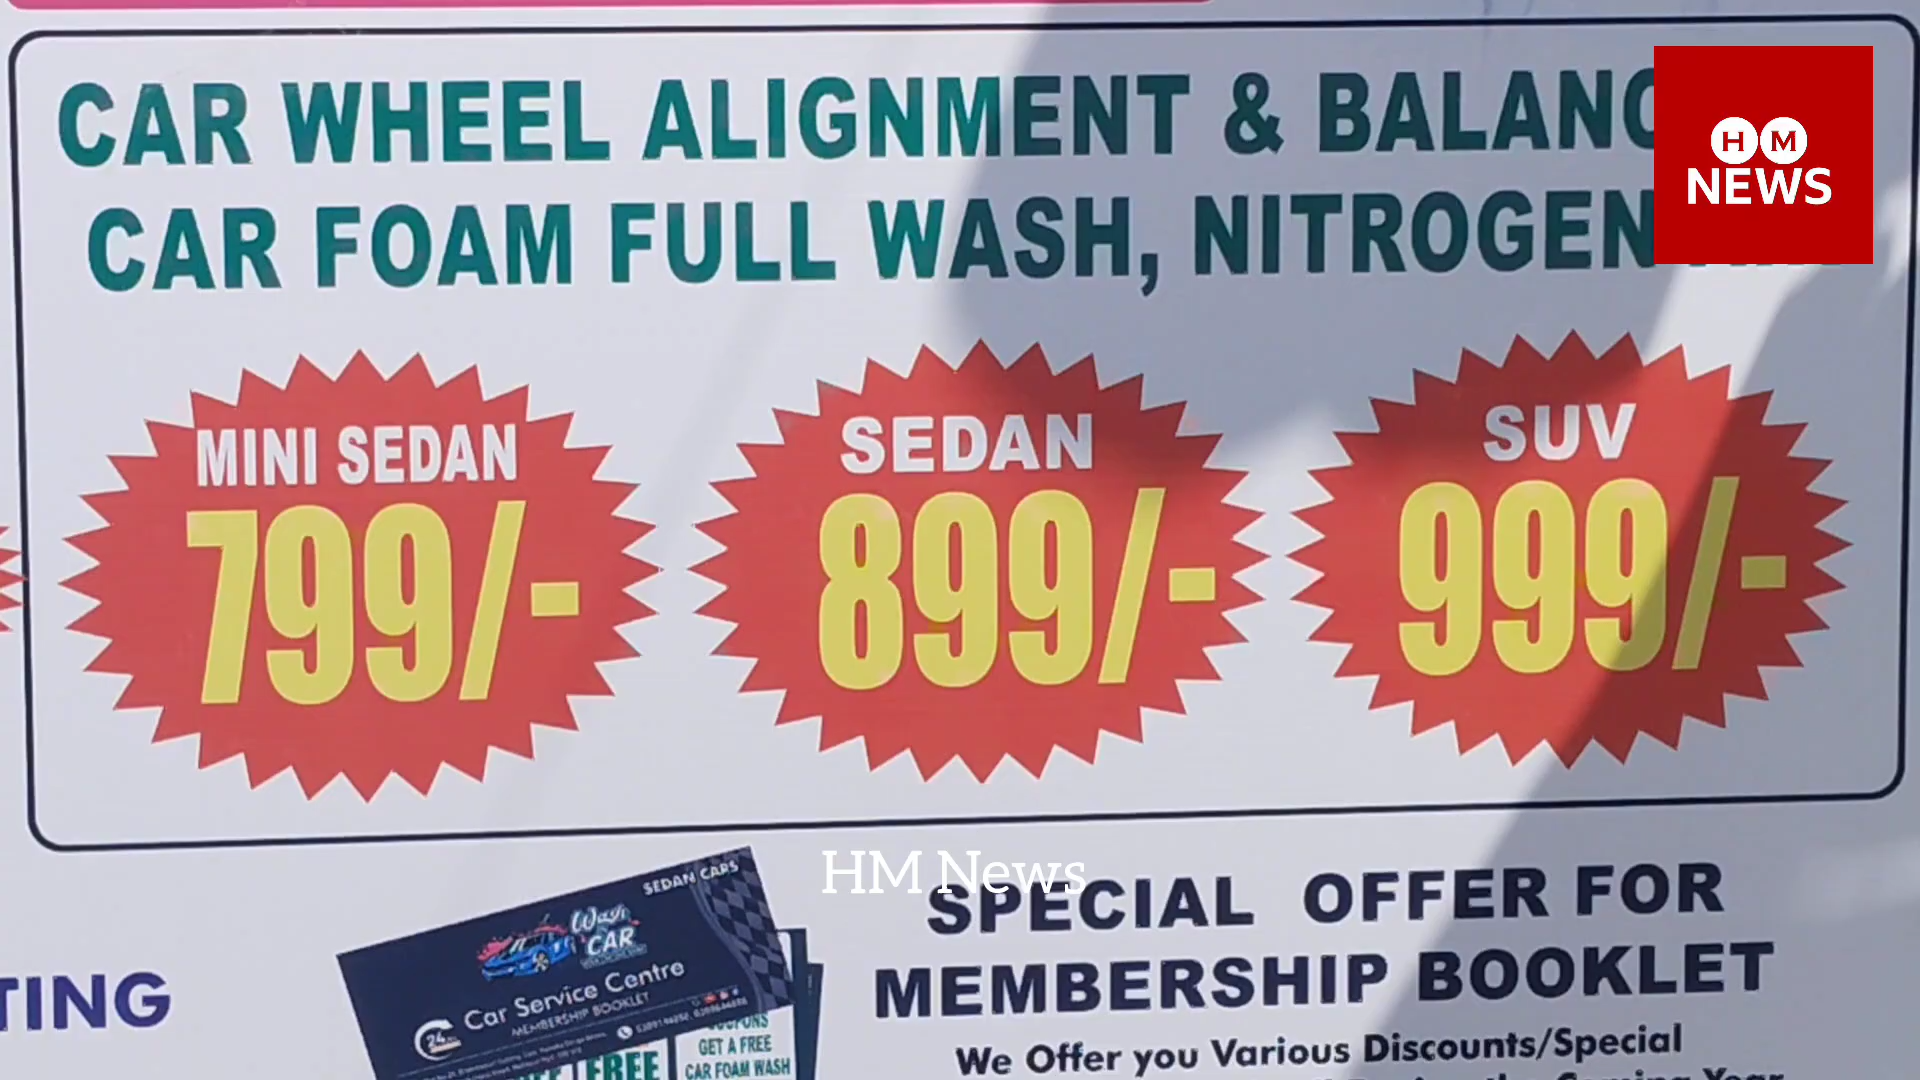 CAR WHEEL ALIGNMENT & BALANC
HM
NEWS
CAR FOAM FULL WASH, NITROGEN
MINI SEDAN
799/-
SEDAN
899/-
SUV
999/-
HM News
SEDAN CARS
Wash
CAR
Car Service Centre
MEMBERSHIP BOOKLET
24
COUPONS
GET A FREE
CAR FOAM WASH
FREE
TING
SPECIAL OFFER FOR
MEMBERSHIP BOOKLET
We Offer you Various Discounts/Special